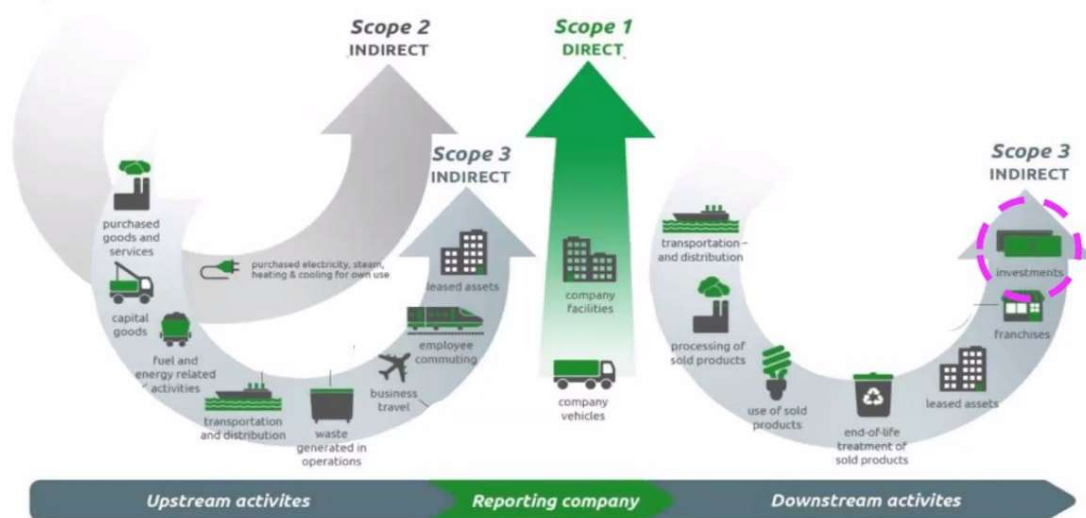 Scope 2
INDIRECT
Scope 1
DIRECT
Scope 3
INDIRECT
Scope 3
INDIRECT
purchased
goods and
services
capital
goods
fuel and
energy related
activities
purchased electricity, steam,
heating & cooling for own use
transportation
and distribution
waste
generated in
operations
business
travel
employee
commuting
leased assets
company
facilities
company
vehicles
transportation –
and distribution
processing of
sold products
use of sold
products
end-of-life
treatment of
sold products
leased assets
franchises
investments
Upstream activites
Reporting company
Downstream activites